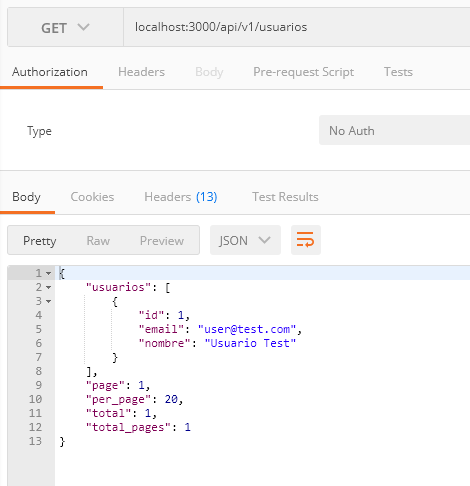 GET localhost:3000/api/v1/usuarios
Authorization Headers Body Pre-request Script Tests
Type No Auth
Body Cookies Headers (13) Test Results
Pretty Raw Preview JSON
1 {
2 "usuarios": [
3 {
4 "id": 1,
5 "email": "user@test.com",
6 "nombre": "Usuario Test"
7 }
8 ],
9 "page": 1,
10 "per_page": 20,
11 "total": 1,
12 "total_pages": 1
13 }